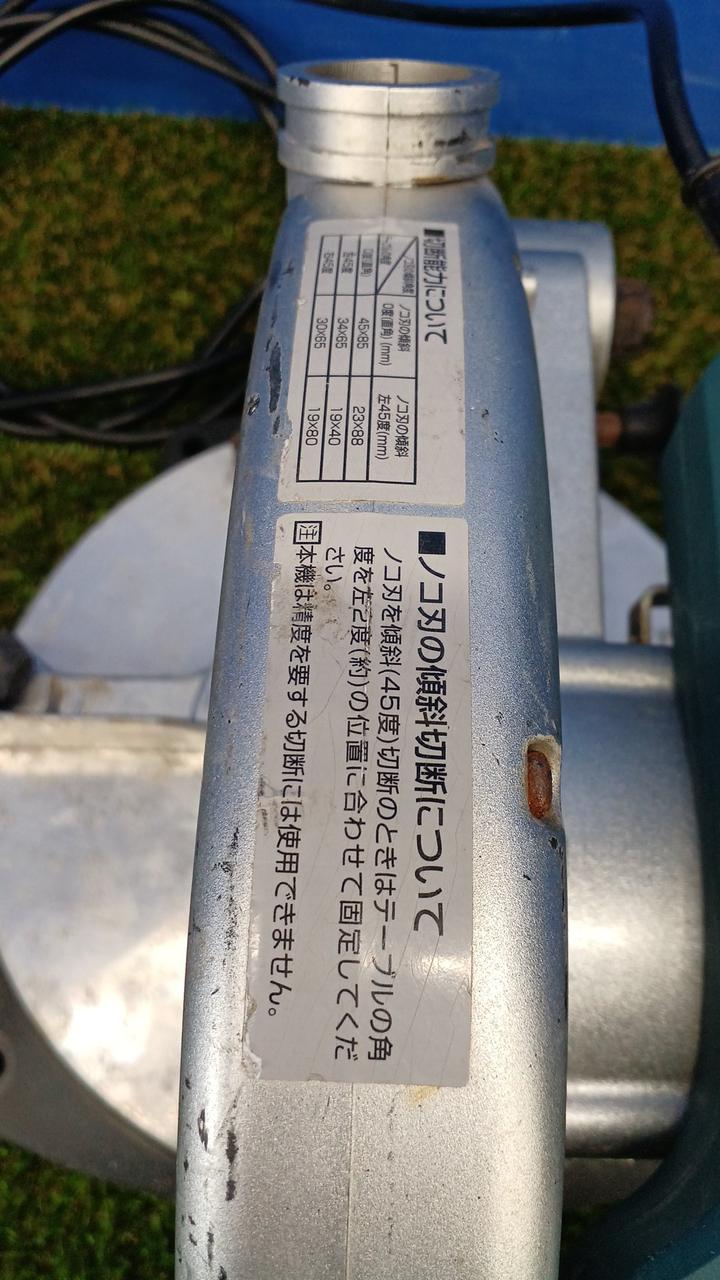 ■切断能力について
ノコ刃の傾斜 0度(直角)(mm) ノコ刃の傾斜 左45度(mm)
0度(直角) 45×85 23×88
左45度 34×65 19×40
右45度 30×65 19×80
■ノコ刃の傾斜切断について
ノコ刃を傾斜(45度)切断のときはテーブルの角
度を左2度(約)の位置に合わせて固定してくだ
さい。
注 本機は精度を要する切断には使用できません。